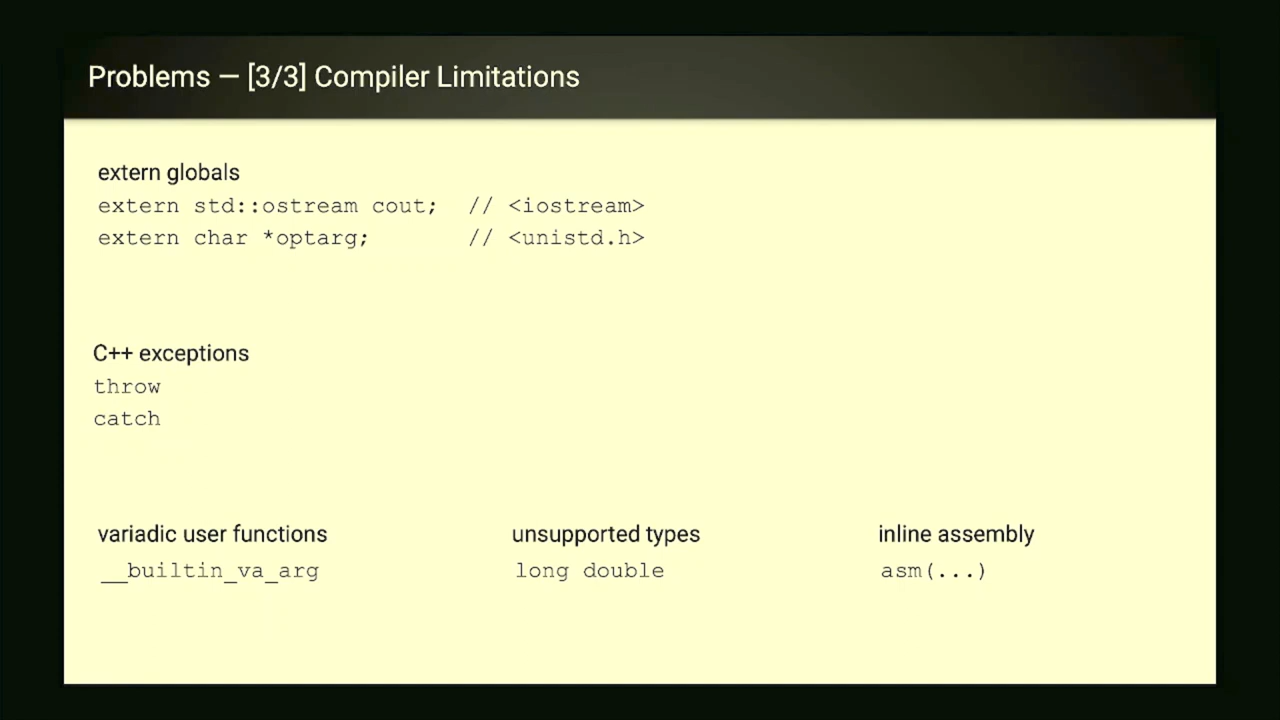 Problems — [3/3] Compiler Limitations
extern globals
extern std::ostream cout; // <iostream>
extern char *optarg; // <unistd.h>
C++ exceptions
throw
catch
variadic user functions
__builtin_va_arg
unsupported types
long double
inline assembly
asm(...)